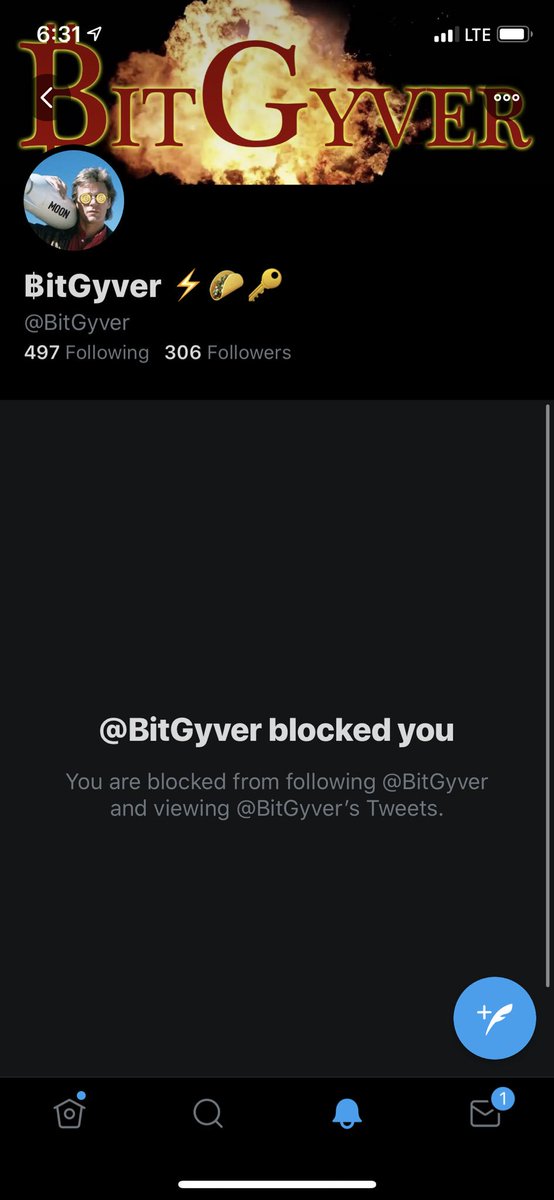 6:31 LTE
BITGYVER
MOON
₿itGyver ⚡🌮🔑
@BitGyver
497 Following 306 Followers
@BitGyver blocked you
You are blocked from following @BitGyver
and viewing @BitGyver’s Tweets.
1